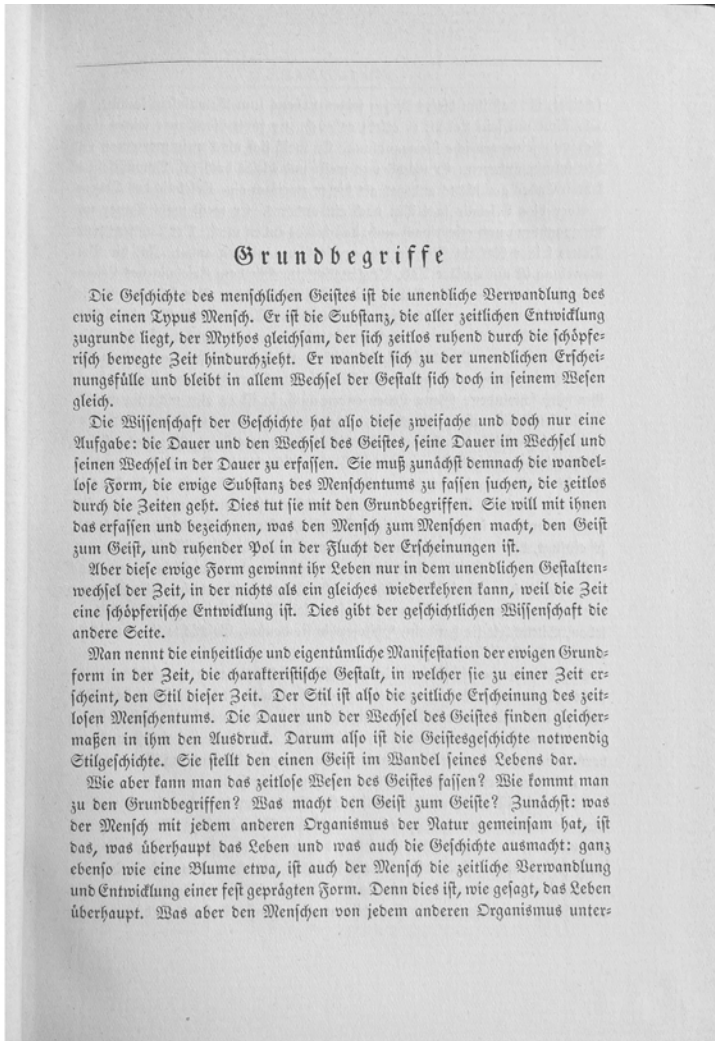 Grundbegriffe
Die Geschichte des menschlichen Geistes ist die unendliche Verwandlung des
ewig einen Typus Mensch. Er ist die Substanz, die aller zeitlichen Entwicklung
zugrunde liegt, der Mythos gleichsam, der sich zeitlos ruhend durch die schöpfe-
risch bewegte Zeit hindurchzieht. Er wandelt sich zu der unendlichen Erschei-
nungsfülle und bleibt in allem Wechsel der Gestalt sich doch in seinem Wesen
gleich.
Die Wissenschaft der Geschichte hat also diese zweifache und doch nur eine
Aufgabe: die Dauer und den Wechsel des Geistes, seine Dauer im Wechsel und
seinen Wechsel in der Dauer zu erfassen. Sie muß zunächst demnach die wandel-
lose Form, die ewige Substanz des Menschentums zu fassen suchen, die zeitlos
durch die Zeiten geht. Dies tut sie mit den Grundbegriffen. Sie will mit ihnen
das erfassen und bezeichnen, was den Mensch zum Menschen macht, den Geist
zum Geist, und ruhender Pol in der Flucht der Erscheinungen ist.
Aber diese ewige Form gewinnt ihr Leben nur in dem unendlichen Gestalten-
wechsel der Zeit, in der nichts als ein gleiches wiederkehren kann, weil die Zeit
eine schöpferische Entwicklung ist. Dies gibt der geschichtlichen Wissenschaft die
andere Seite.
Man nennt die einheitliche und eigentümliche Manifestation der ewigen Grund-
form in der Zeit, die charakteristische Gestalt, in welcher sie zu einer Zeit er-
scheint, den Stil dieser Zeit. Der Stil ist also die zeitliche Erscheinung des zeit-
losen Menschentums. Die Dauer und der Wechsel des Geistes finden gleicher-
maßen in ihm den Ausdruck. Darum also ist die Geistesgeschichte notwendig
Stilgeschichte. Sie stellt den einen Geist im Wandel seines Lebens dar.
Wie aber kann man das zeitlose Wesen des Geistes fassen? Wie kommt man
zu den Grundbegriffen? Was macht den Geist zum Geiste? Zunächst: was
der Mensch mit jedem anderen Organismus der Natur gemeinsam hat, ist
das, was überhaupt das Leben und was auch die Geschichte ausmacht: ganz
ebenso wie eine Blume etwa, ist auch der Mensch die zeitliche Verwandlung
und Entwicklung einer fest geprägten Form. Denn dies ist, wie gesagt, das Leben
überhaupt. Was aber den Menschen von jedem anderen Organismus unter-